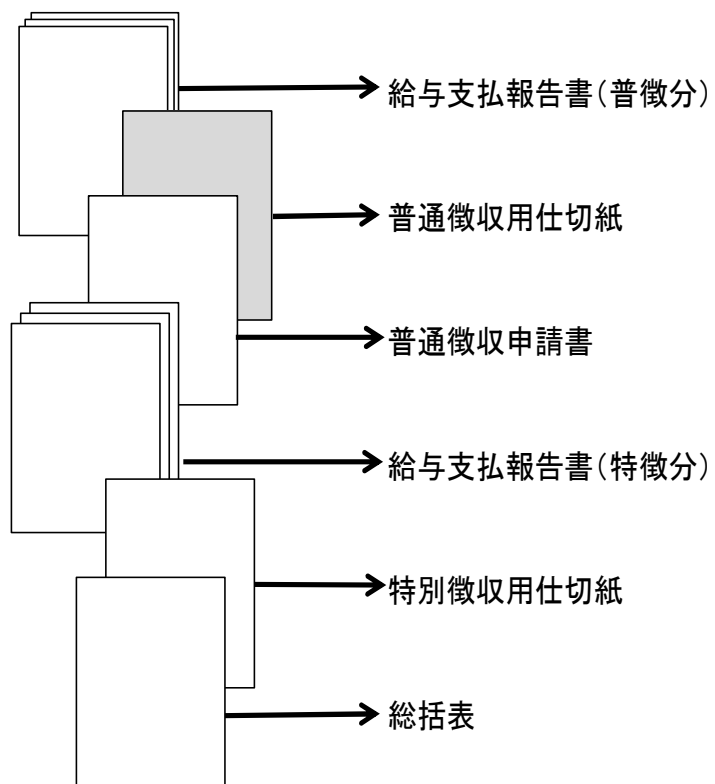 給与支払報告書（普徴分）
普通徴収用仕切紙
普通徴収申請書
給与支払報告書（特徴分）
特別徴収用仕切紙
総括表